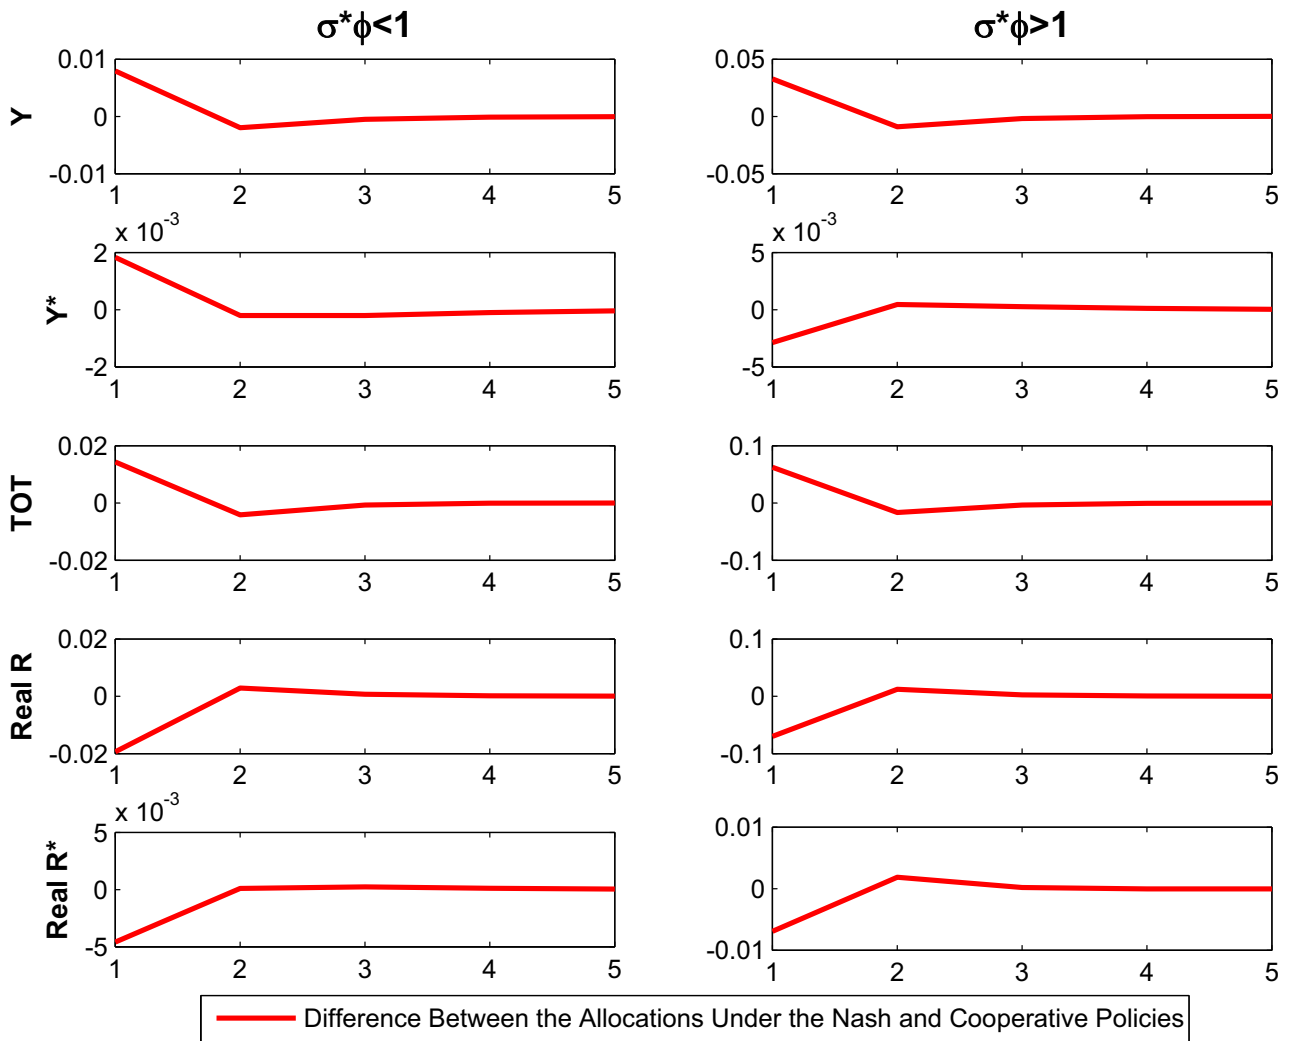 σ*ϕ<1
σ*ϕ>1
Y
0.01
0
-0.01
1 2 3 4 5
0.05
0
-0.05
1 2 3 4 5
Y*
x 10^-3
2
0
-2
1 2 3 4 5
x 10^-3
5
0
-5
1 2 3 4 5
TOT
0.02
0
-0.02
1 2 3 4 5
0.1
0
-0.1
1 2 3 4 5
Real R
0.02
0
-0.02
1 2 3 4 5
0.1
0
-0.1
1 2 3 4 5
Real R*
x 10^-3
5
0
-5
1 2 3 4 5
0.01
0
-0.01
1 2 3 4 5
Difference Between the Allocations Under the Nash and Cooperative Policies